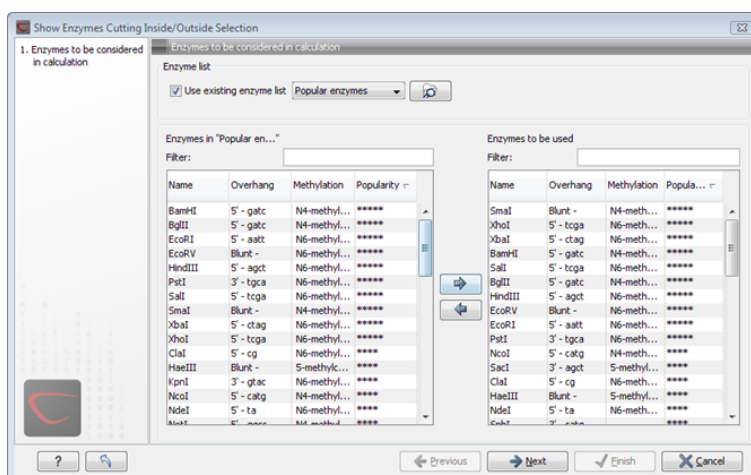 Show Enzymes Cutting Inside/Outside Selection
1. Enzymes to be considered
in calculation
Enzymes to be considered in calculation
Enzyme list
Use existing enzyme list Popular enzymes
Enzymes in "Popular en..."
Filter:
Name Overhang Methylation Popularity
BamHI 5' - gatc N4-methyl... *****
BglII 5' - gatc N4-methyl... *****
EcoRI 5' - aatt N6-methyl... *****
EcoRV Blunt - N6-methyl... *****
HindIII 5' - agct N6-methyl... *****
PstI 3' - tgca N6-methyl... *****
SalI 5' - tcga N6-methyl... *****
SmaI Blunt - N4-methyl... *****
XbaI 5' - ctag N6-methyl... *****
XhoI 5' - tcga N6-methyl... *****
ClaI 5' - cg N6-methyl... ****
HaeIII Blunt - 5-methylc... ****
KpnI 3' - gtac N6-methyl... ****
NcoI 5' - catg N4-methyl... ****
NdeI 5' - ta N6-methyl... ****
Enzymes to be used
Filter:
Name Overhang Methylation Popula...
SmaI Blunt - N4-meth... *****
XhoI 5' - tcga N6-meth... *****
XbaI 5' - ctag N6-meth... *****
BamHI 5' - gatc N4-meth... *****
SalI 5' - tcga N6-meth... *****
BglII 5' - gatc N4-meth... *****
HindIII 5' - agct N6-meth... *****
EcoRV Blunt - N6-meth... *****
EcoRI 5' - aatt N6-meth... *****
PstI 3' - tgca N6-meth... *****
NcoI 5' - catg N4-meth... ****
SacI 3' - agct 5-methyl... ****
ClaI 5' - cg N6-meth... ****
HaeIII Blunt - 5-methyl... ****
NdeI 5' - ta N6-meth... ****
? Previous Next Finish Cancel